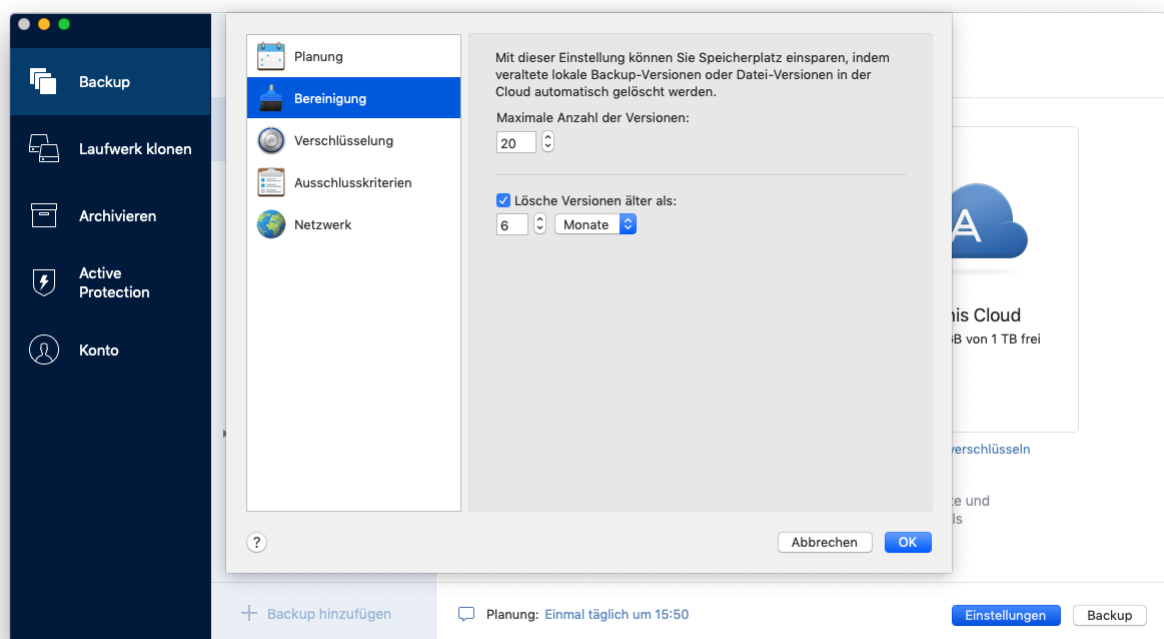 Backup
Laufwerk klonen
Archivieren
Active
Protection
Konto
Planung
Bereinigung
Verschlüsselung
Ausschlusskriterien
Netzwerk
Mit dieser Einstellung können Sie Speicherplatz einsparen, indem
veraltete lokale Backup-Versionen oder Datei-Versionen in der
Cloud automatisch gelöscht werden.
Maximale Anzahl der Versionen:
20
Lösche Versionen älter als:
6 Monate
?
Abbrechen OK
A
Cloud
von 1 TB frei
verschlüsseln
und
Backup hinzufügen
Planung: Einmal täglich um 15:50
Einstellungen Backup